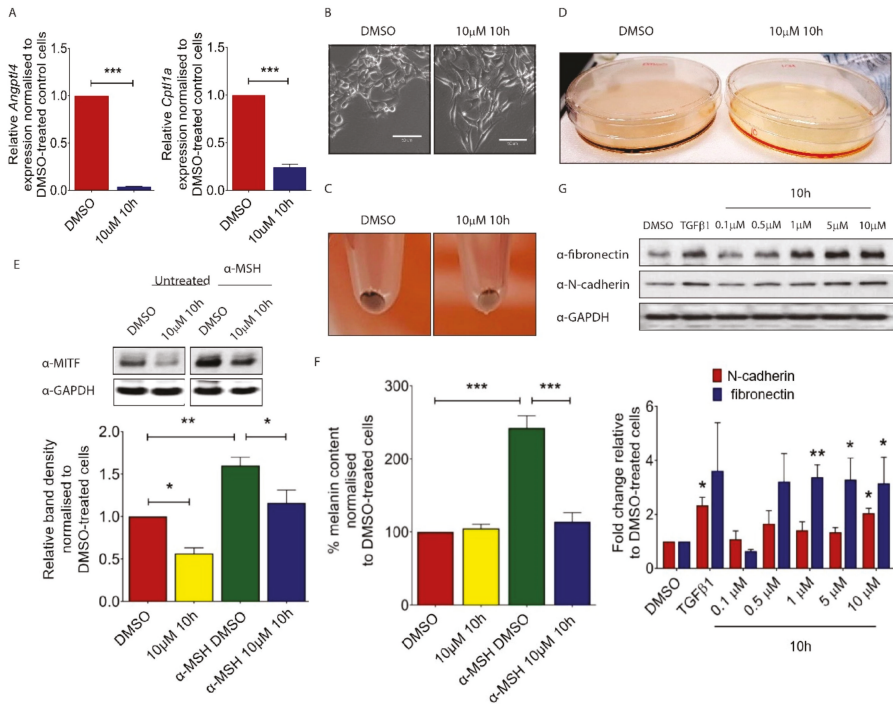 A
Relative Angptl4
expression normalised to
DMSO-treated control cells
1.5
1.0
0.5
0.0
***
DMSO
10uM 10h
Relative Cptl1a
expression normalised to
DMSO-treated control cells
1.5
1.0
0.5
0.0
***
DMSO
10μM 10h
B
DMSO
10μM 10h
C
DMSO
10μM 10h
D
DMSO
10μM 10h
E
Untreated
α-MSH
DMSO
10μM 10h
DMSO
10μM 10h
α-MITF
α-GAPDH
Relative band density
normalised to
DMSO-treated cells
2.0
1.5
1.0
0.5
0.0
**
*
*
DMSO
10μM 10h
α-MSH DMSO
α-MSH 10μM 10h
F
% melanin content
normalised
to DMSO-treated cells
300
200
100
0
***
***
DMSO
10μM 10h
α-MSH DMSO
α-MSH 10μM 10h
G
10h
DMSO TGFβ1 0.1μM 0.5μM 1μM 5μM 10μM
α-fibronectin
α-N-cadherin
α-GAPDH
N-cadherin
fibronectin
Fold change relative
to DMSO-treated cells
6
4
2
0
*
**
*
*
*
DMSO
TGFβ1
0.1 μM
0.5 μM
1 μM
5 μM
10 μM
10h